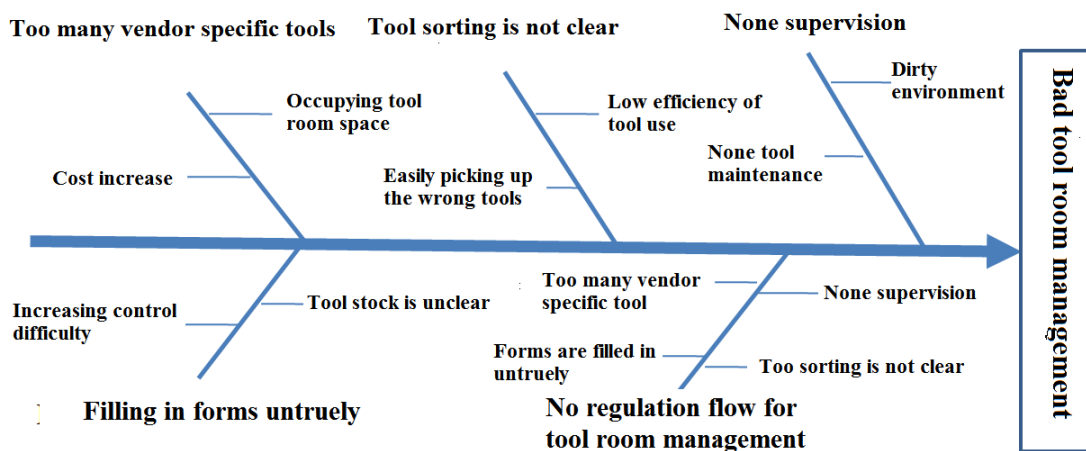 Too many vendor specific tools
Tool sorting is not clear
None supervision
Occupying tool
room space
Cost increase
Low efficiency of
tool use
Easily picking up
the wrong tools
Dirty
environment
None tool
maintenance
Bad tool room management
Increasing control
difficulty
Tool stock is unclear
Too many vendor
specific tool
None supervision
Forms are filled in
untruely
Too sorting is not clear
Filling in forms untruely
No regulation flow for
tool room management